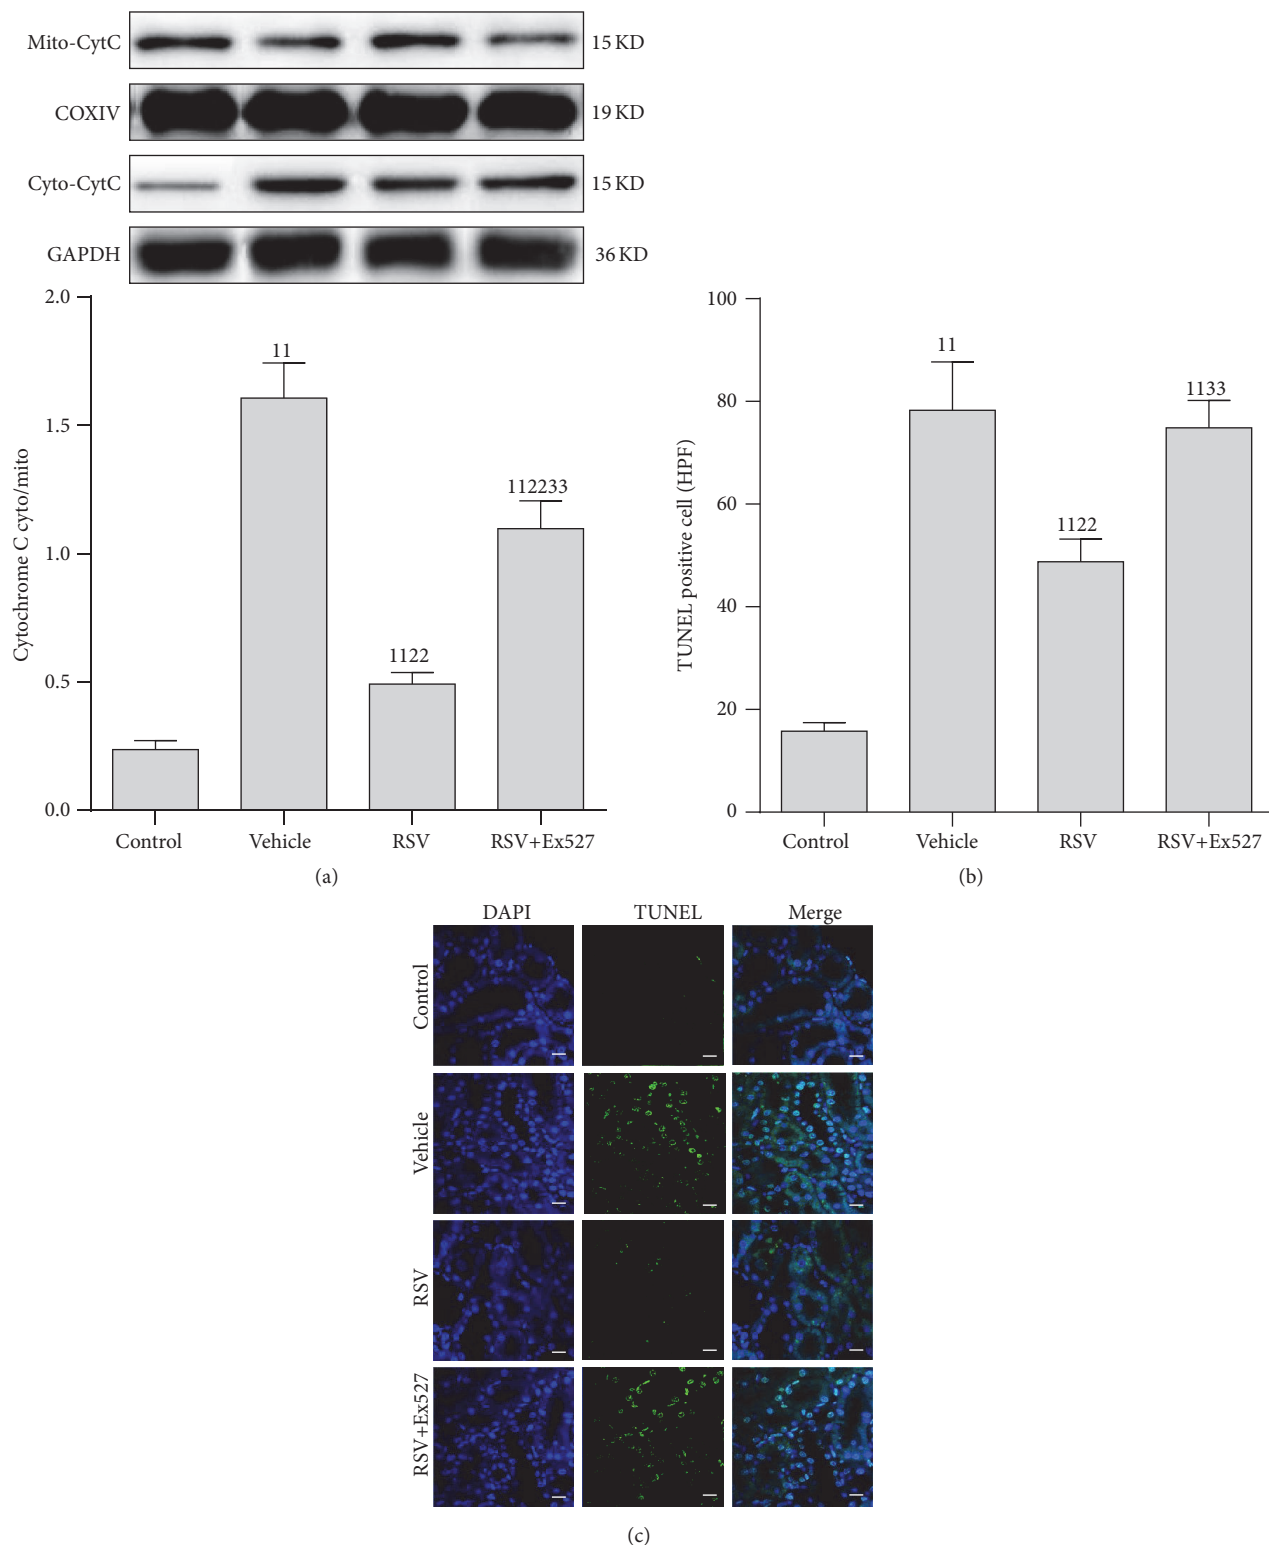 Mito-CytC 15 KD
COXIV 19 KD
Cyto-CytC 15 KD
GAPDH 36 KD
Cytochrome C cyto/mito
2.0
1.5
1.0
0.5
0.0
11
1122
112233
Control Vehicle RSV RSV+Ex527
(a)
TUNEL positive cell (HPF)
100
80
60
40
20
0
11
1122
1133
Control Vehicle RSV RSV+Ex527
(b)
DAPI TUNEL Merge
Control
Vehicle
RSV
RSV+Ex527
(c)